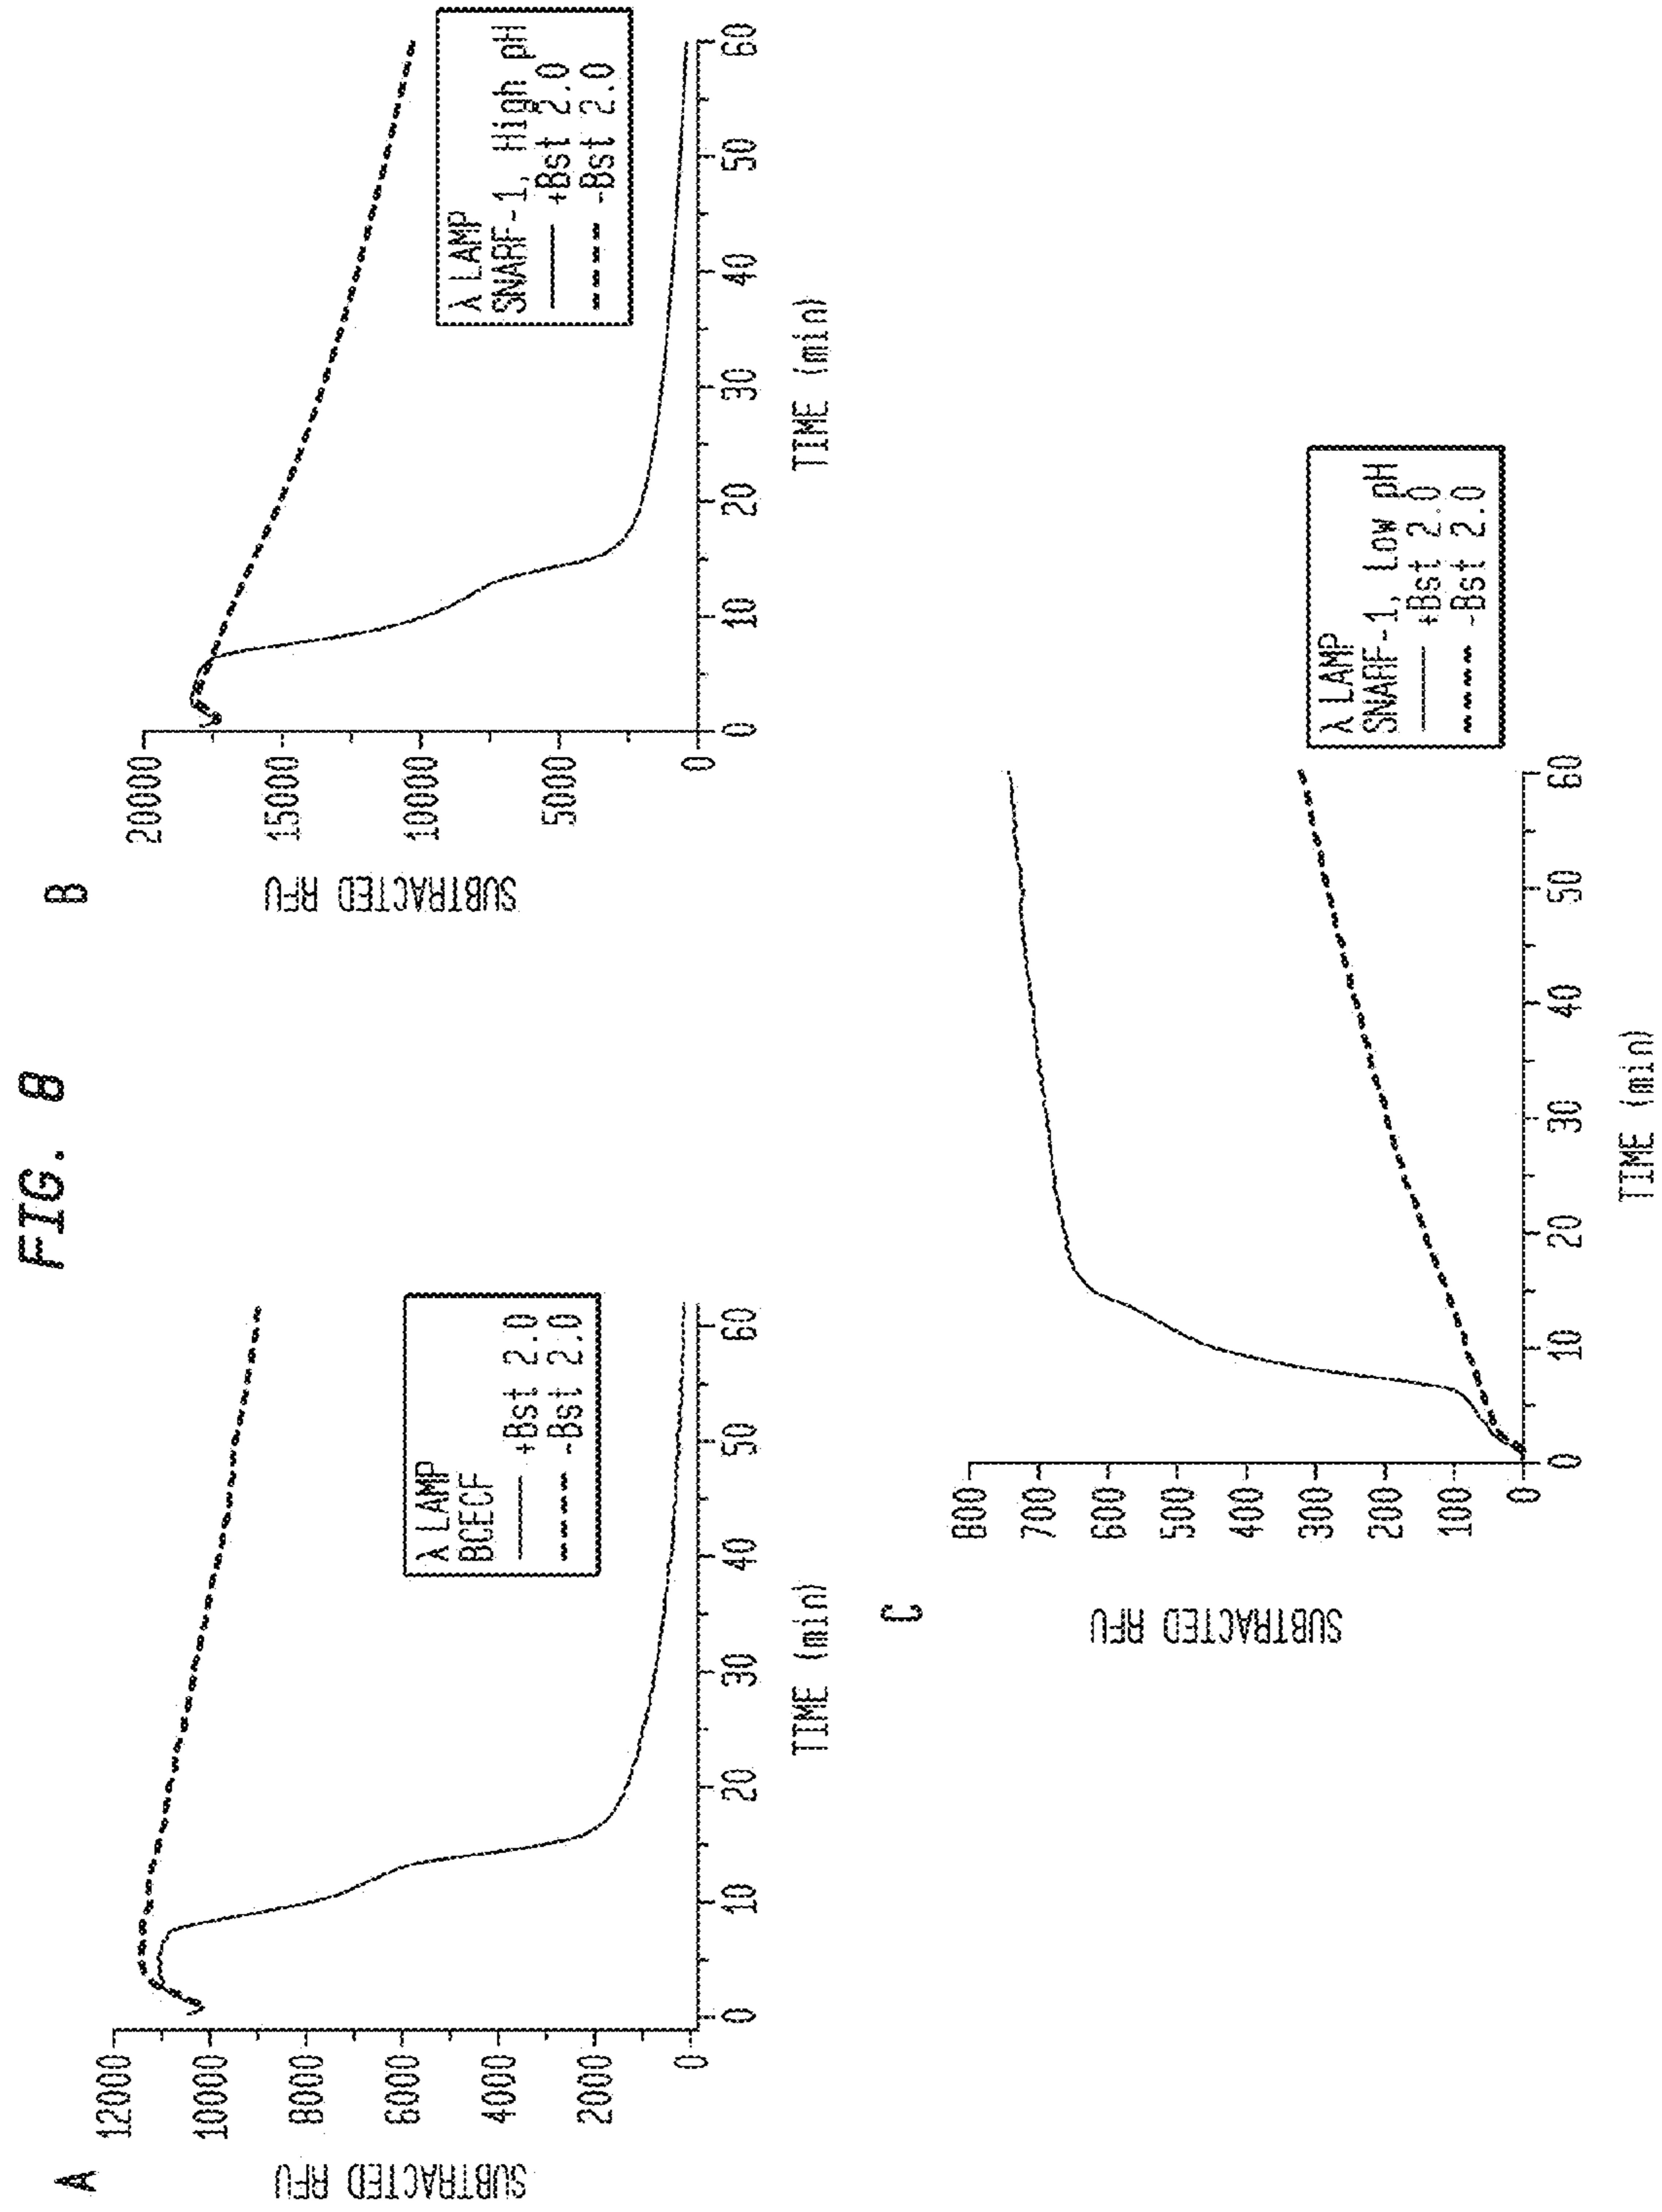 FIG. 8
A
SUBTRACTED RFU
12000
10000
8000
6000
4000
2000
0
0 10 20 30 40 50 60
TIME (min)
λ LAMP
BCECF
+Bst 2.0
-Bst 2.0
B
SUBTRACTED RFU
20000
15000
10000
5000
0
0 10 20 30 40 50 60
TIME (min)
λ LAMP
SNARF-1, High pH
+Bst 2.0
-Bst 2.0
C
SUBTRACTED RFU
800
700
600
500
400
300
200
100
0
0 10 20 30 40 50 60
TIME (min)
λ LAMP
SNARF-1, Low pH
+Bst 2.0
-Bst 2.0